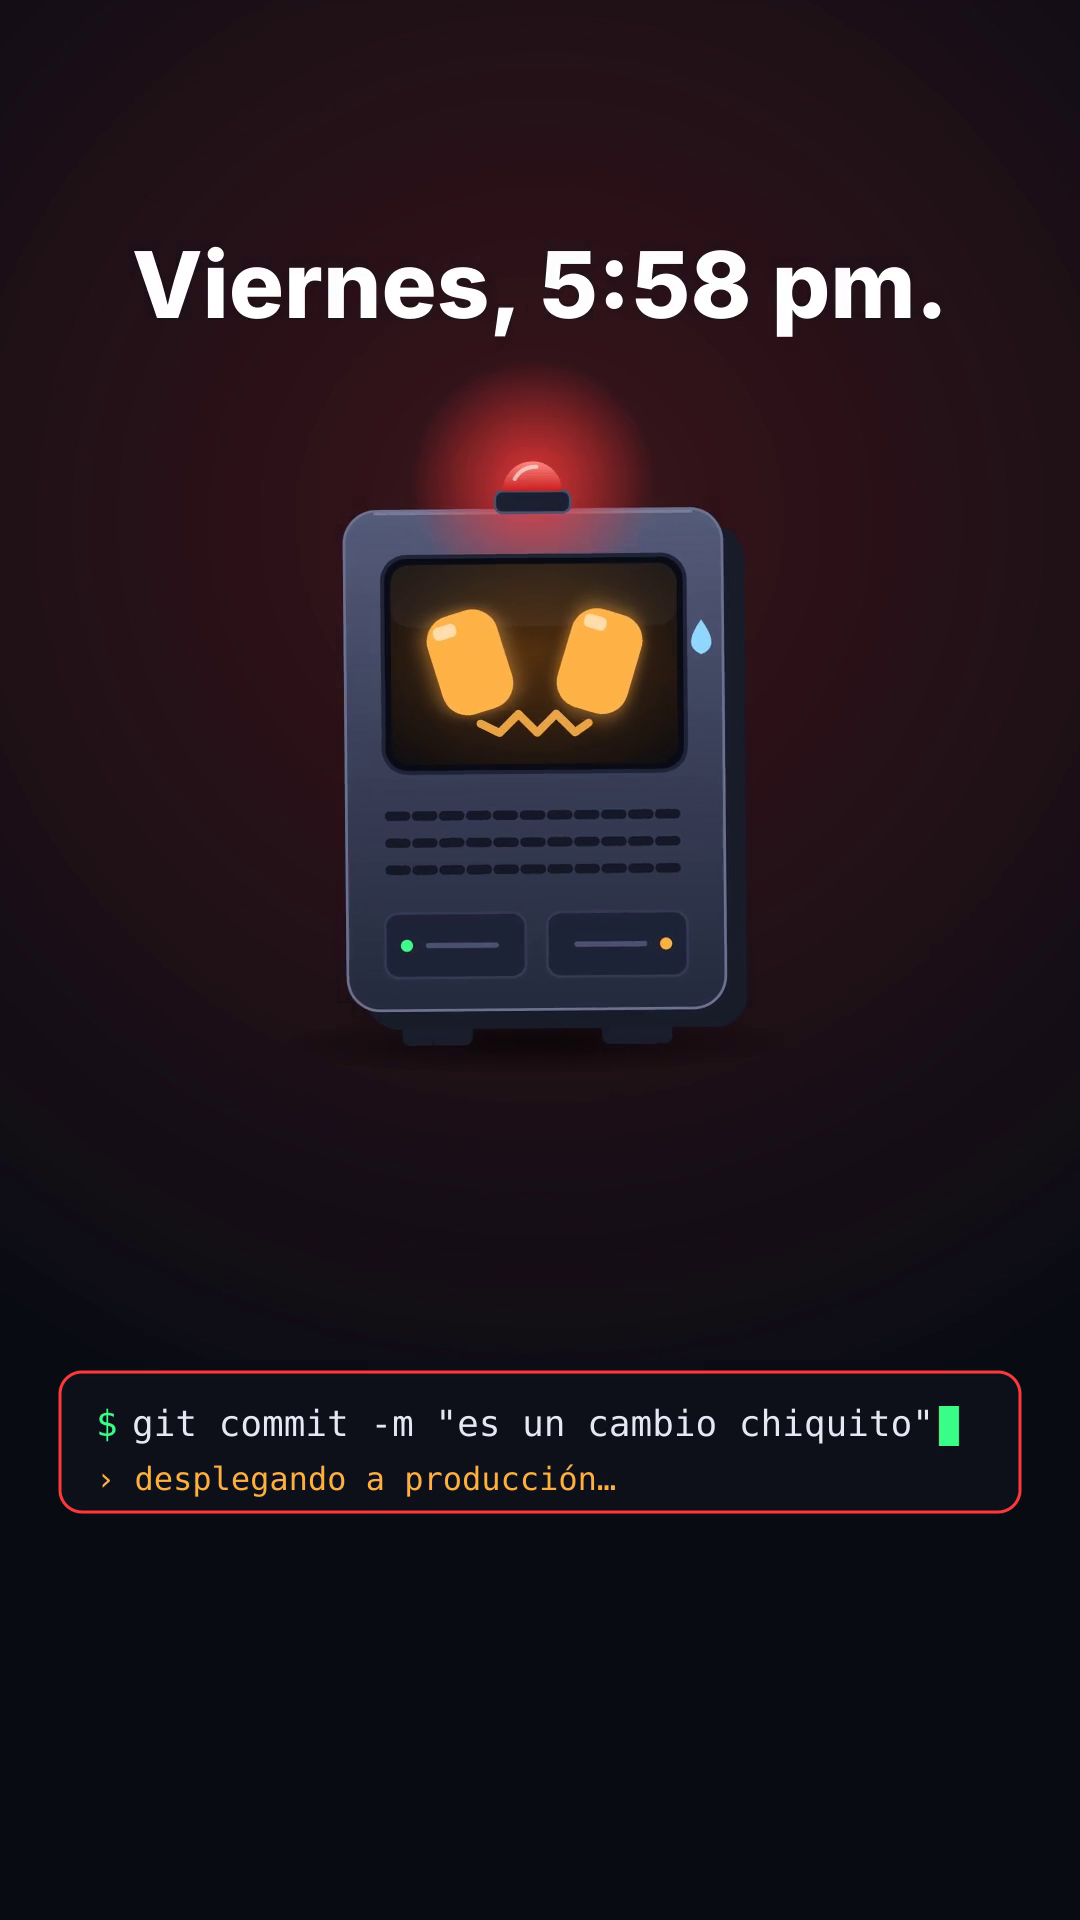 Viernes, 5:58 pm.
$ git commit -m "es un cambio chiquito"
› desplegando a producción…